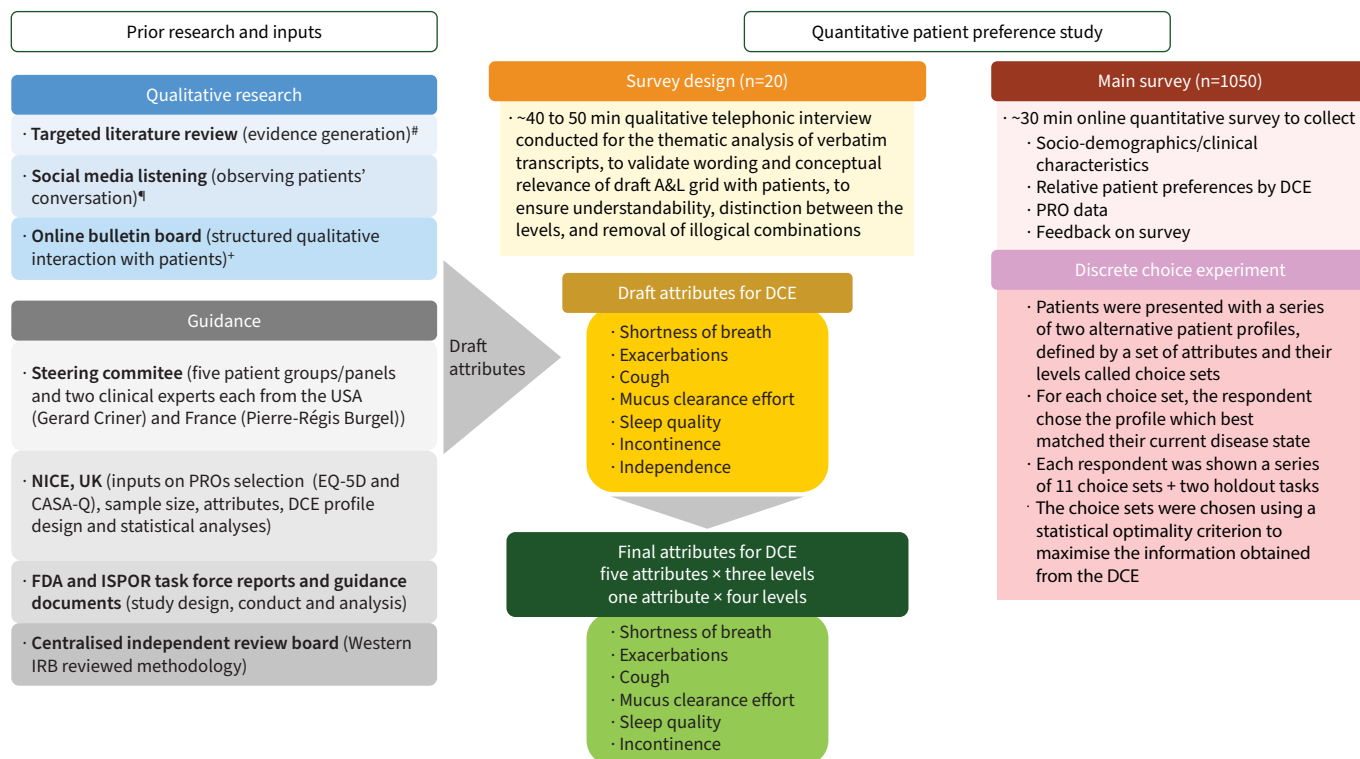 Prior research and inputs
Qualitative research
· Targeted literature review (evidence generation)#
· Social media listening (observing patients'
conversation)¶
· Online bulletin board (structured qualitative
interaction with patients)+
Guidance
· Steering commitee (five patient groups/panels
and two clinical experts each from the USA
(Gerard Criner) and France (Pierre-Régis Burgel))
· NICE, UK (inputs on PROs selection (EQ-5D and
CASA-Q), sample size, attributes, DCE profile
design and statistical analyses)
· FDA and ISPOR task force reports and guidance
documents (study design, conduct and analysis)
· Centralised independent review board (Western
IRB reviewed methodology)
Draft
attributes
Quantitative patient preference study
Survey design (n=20)
· ~40 to 50 min qualitative telephonic interview
conducted for the thematic analysis of verbatim
transcripts, to validate wording and conceptual
relevance of draft A&L grid with patients, to
ensure understandability, distinction between the
levels, and removal of illogical combinations
Draft attributes for DCE
· Shortness of breath
· Exacerbations
· Cough
· Mucus clearance effort
· Sleep quality
· Incontinence
· Independence
Final attributes for DCE
five attributes × three levels
one attribute × four levels
· Shortness of breath
· Exacerbations
· Cough
· Mucus clearance effort
· Sleep quality
· Incontinence
Main survey (n=1050)
· ~30 min online quantitative survey to collect
· Socio-demographics/clinical
characteristics
· Relative patient preferences by DCE
· PRO data
· Feedback on survey
Discrete choice experiment
· Patients were presented with a series
of two alternative patient profiles,
defined by a set of attributes and their
levels called choice sets
· For each choice set, the respondent
chose the profile which best
matched their current disease state
· Each respondent was shown a series
of 11 choice sets + two holdout tasks
· The choice sets were chosen using a
statistical optimality criterion to
maximise the information obtained
from the DCE